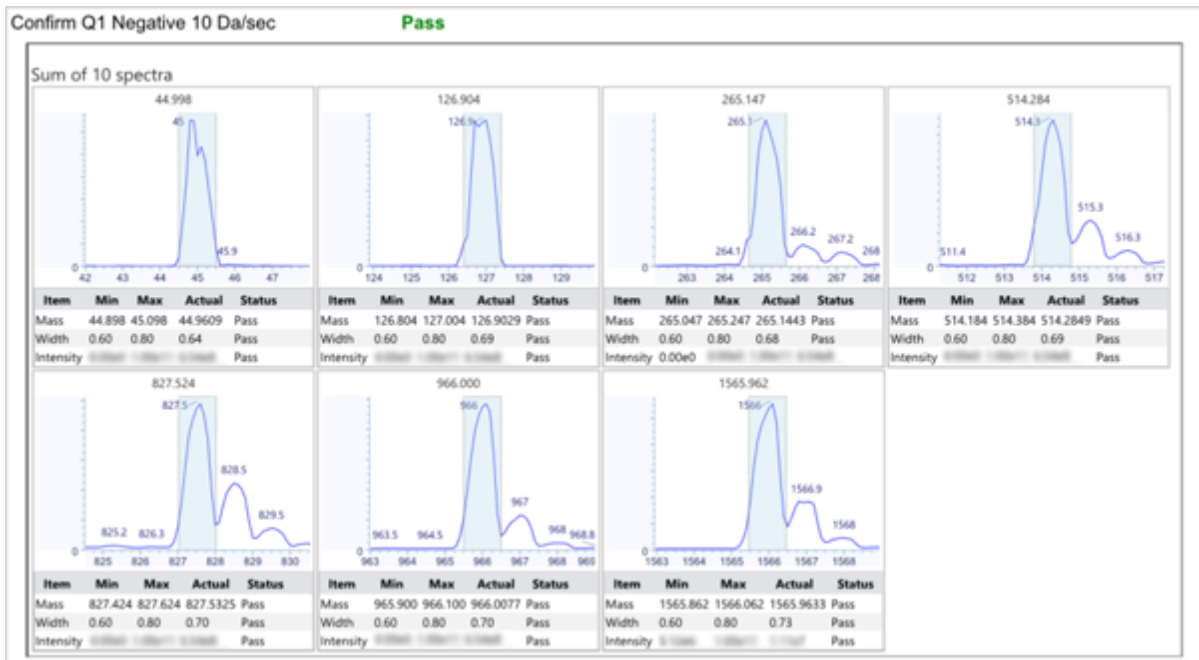 Confirm Q1 Negative 10 Da/sec Pass
Sum of 10 spectra
44.998
45
45.9
0
42 43 44 45 46 47
Item Min Max Actual Status
Mass 44.898 45.098 44.9609 Pass
Width 0.60 0.80 0.64 Pass
Intensity Pass
126.904
126.9
0
124 125 126 127 128 129
Item Min Max Actual Status
Mass 126.804 127.004 126.9029 Pass
Width 0.60 0.80 0.69 Pass
Intensity Pass
265.147
265.1
264.1 266.2 267.2 268
0
263 264 265 266 267 268
Item Min Max Actual Status
Mass 265.047 265.247 265.1443 Pass
Width 0.60 0.80 0.68 Pass
Intensity 0.00e0 Pass
514.284
514.3
511.4 515.3 516.3
0
512 513 514 515 516 517
Item Min Max Actual Status
Mass 514.184 514.384 514.2849 Pass
Width 0.60 0.80 0.69 Pass
Intensity Pass
827.524
827.5
825.2 826.3 828.5 829.5
0
825 826 827 828 829 830
Item Min Max Actual Status
Mass 827.424 827.624 827.5325 Pass
Width 0.60 0.80 0.70 Pass
Intensity Pass
966.000
966
963.5 964.5 967 968 968.8
0
963 964 965 966 967 968 969
Item Min Max Actual Status
Mass 965.900 966.100 966.0077 Pass
Width 0.60 0.80 0.70 Pass
Intensity Pass
1565.962
1566
1566.9 1568
0
1563 1564 1565 1566 1567 1568
Item Min Max Actual Status
Mass 1565.862 1566.062 1565.9633 Pass
Width 0.60 0.80 0.73 Pass
Intensity Pass